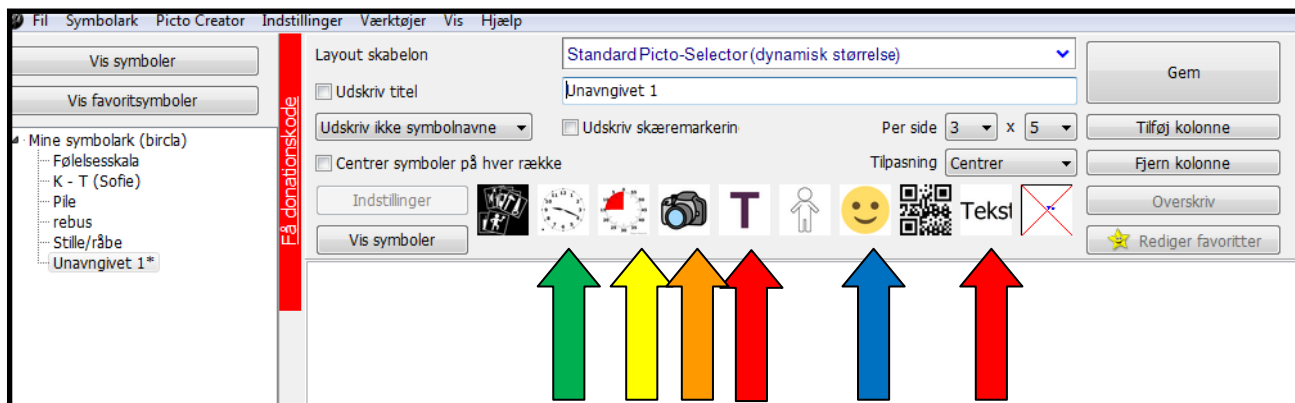 Fil Symbolark Picto Creator Indstillinger Værktøjer Vis Hjælp
Vis symboler
Vis favoritsymboler
Mine symbolark (bircla)
Følelsesskala
K - T (Sofie)
Pile
rebus
Stille/råbe
Unavngivet 1*
Få donationskode
Layout skabelon Standard Picto-Selector (dynamisk størrelse)
Udskriv titel Unavngivet 1
Udskriv ikke symbolnavne Udskriv skæremarkerin Per side 3 x 5
Centrer symboler på hver række Tilpasning Centrer
Indstillinger
Vis symboler
T
Tekst
Gem
Tilføj kolonne
Fjern kolonne
Overskriv
Rediger favoritter